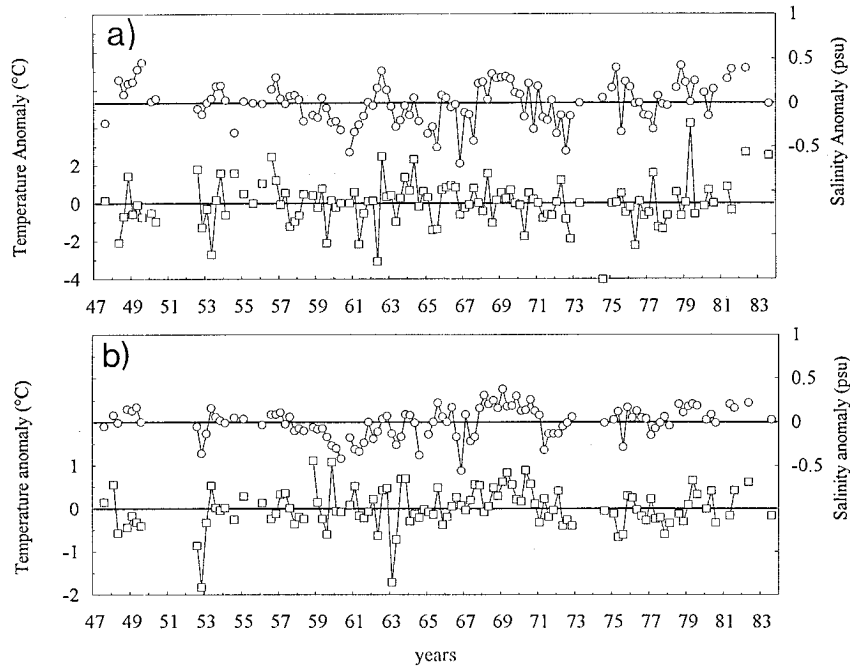 a)
1
0.5
0
-0.5
2
0
-2
-4
Temperature Anomaly (°C)
Salinity Anomaly (psu)
47 49 51 53 55 57 59 61 63 65 67 69 71 73 75 77 79 81 83
b)
1
0.5
0
-0.5
1
0
-1
-2
Temperature anomaly (°C)
Salinity anomaly (psu)
47 49 51 53 55 57 59 61 63 65 67 69 71 73 75 77 79 81 83
years